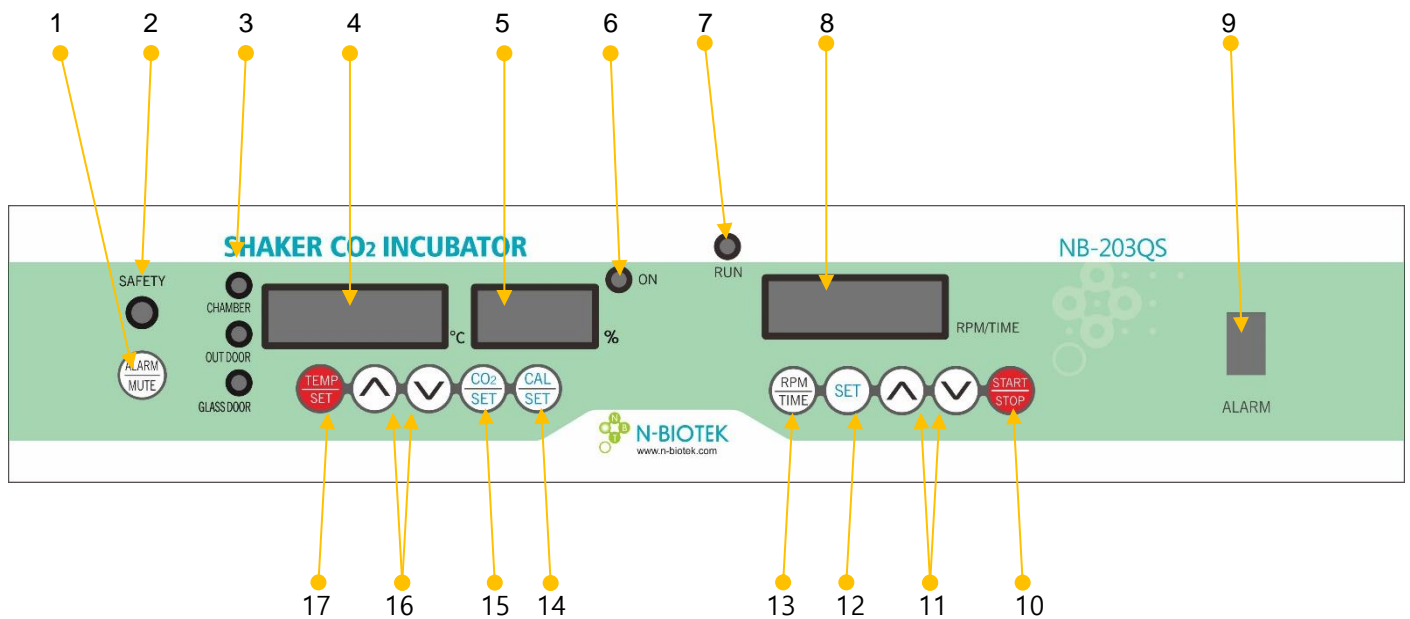 1 2 3 4 5 6 7 8 9
SHAKER CO2 INCUBATOR
NB-203QS
RUN
SAFETY
ON
CHAMBER
RPM/TIME
°C
%
OUT DOOR
ALARM
MUTE
GLASS DOOR
TEMP
SET
CO2
SET
CAL
SET
RPM
TIME
SET
START
STOP
ALARM
N
B
T
N-BIOTEK
www.n-biotek.com
17 16 15 14 13 12 11 10